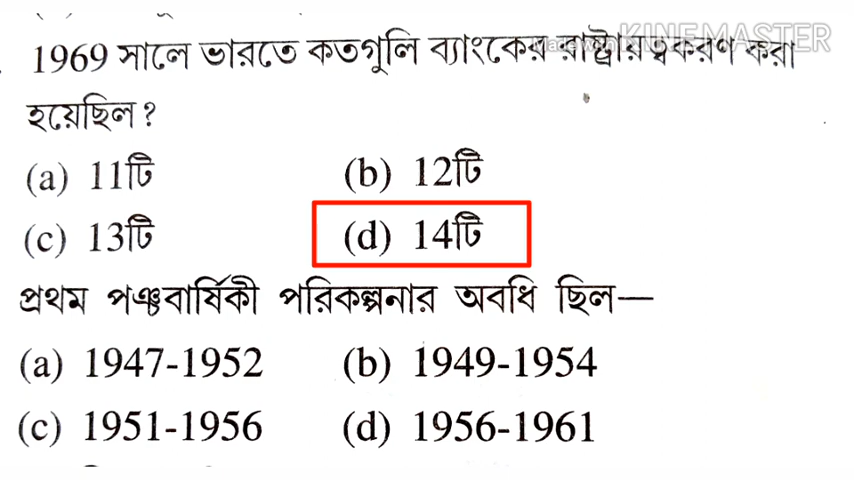 KINEMASTER
1969 সালে ভারতে কতগুলি ব্যাংকের রাষ্ট্রায়ত্বকরণ করা
হয়েছিল?
(a) 11টি (b) 12টি
(c) 13টি (d) 14টি
প্রথম পঞ্চবার্ষিকী পরিকল্পনার অবধি ছিল—
(a) 1947-1952 (b) 1949-1954
(c) 1951-1956 (d) 1956-1961